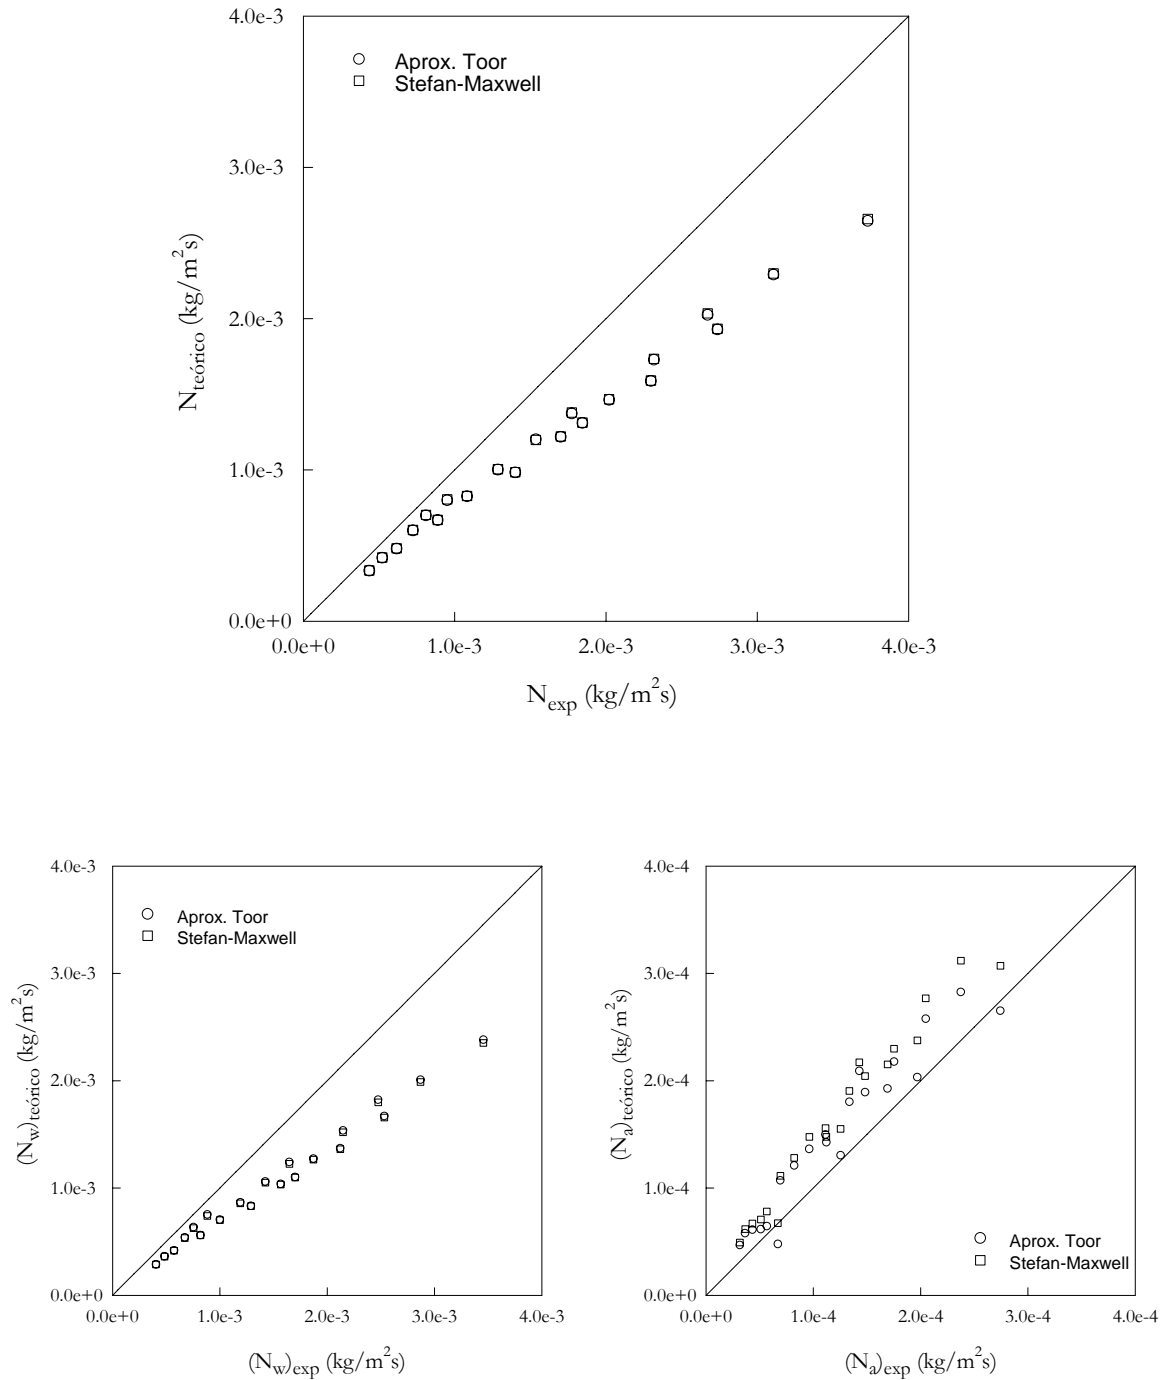 4.0e-3
Aprox. Toor
Stefan-Maxwell
3.0e-3
N_teórico (kg/m²s)
2.0e-3
1.0e-3
0.0e+0
0.0e+0 1.0e-3 2.0e-3 3.0e-3 4.0e-3
N_exp (kg/m²s)
4.0e-3
Aprox. Toor
Stefan-Maxwell
3.0e-3
(N_w)_teórico (kg/m²s)
2.0e-3
1.0e-3
0.0e+0
0.0e+0 1.0e-3 2.0e-3 3.0e-3 4.0e-3
(N_w)_exp (kg/m²s)
4.0e-4
3.0e-4
(N_a)_teórico (kg/m²s)
2.0e-4
1.0e-4
Aprox. Toor
Stefan-Maxwell
0.0e+0
0.0e+0 1.0e-4 2.0e-4 3.0e-4 4.0e-4
(N_a)_exp (kg/m²s)